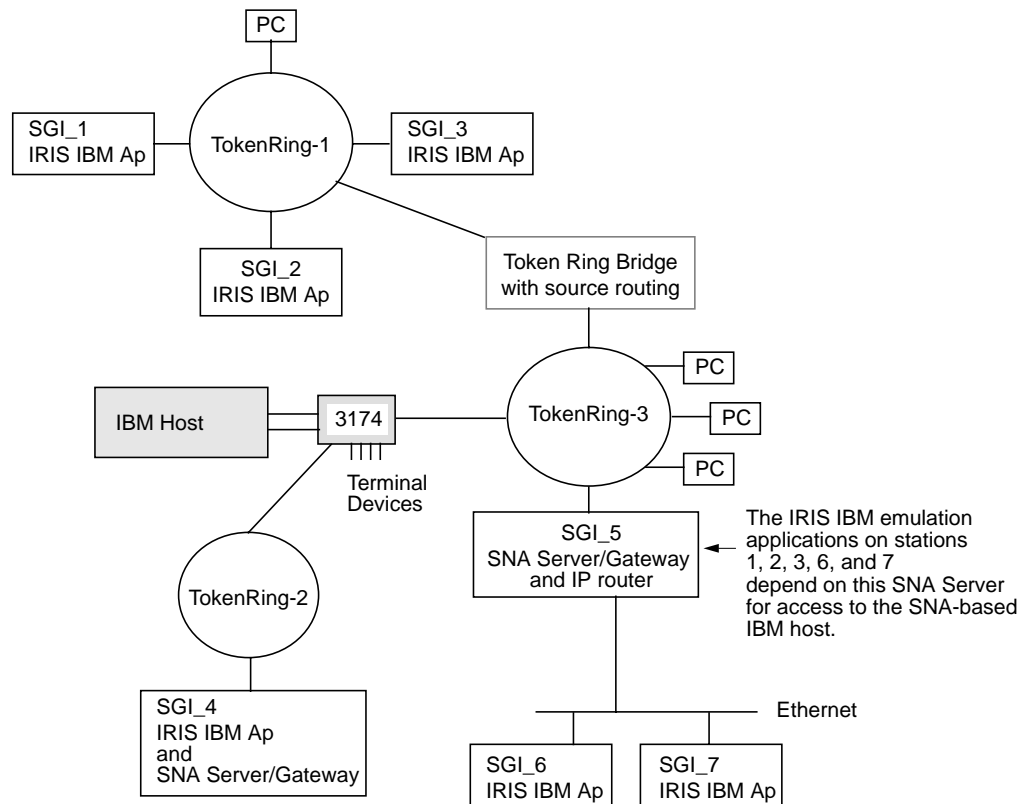 PC
SGI_1
IRIS IBM Ap
TokenRing-1
SGI_3
IRIS IBM Ap
SGI_2
IRIS IBM Ap
Token Ring Bridge
with source routing
PC
IBM Host
3174
TokenRing-3
PC
PC
Terminal
Devices
SGI_5
SNA Server/Gateway
and IP router
The IRIS IBM emulation
applications on stations
1, 2, 3, 6, and 7
depend on this SNA Server
for access to the SNA-based
IBM host.
TokenRing-2
SGI_4
IRIS IBM Ap
and
SNA Server/Gateway
Ethernet
SGI_6
IRIS IBM Ap
SGI_7
IRIS IBM Ap